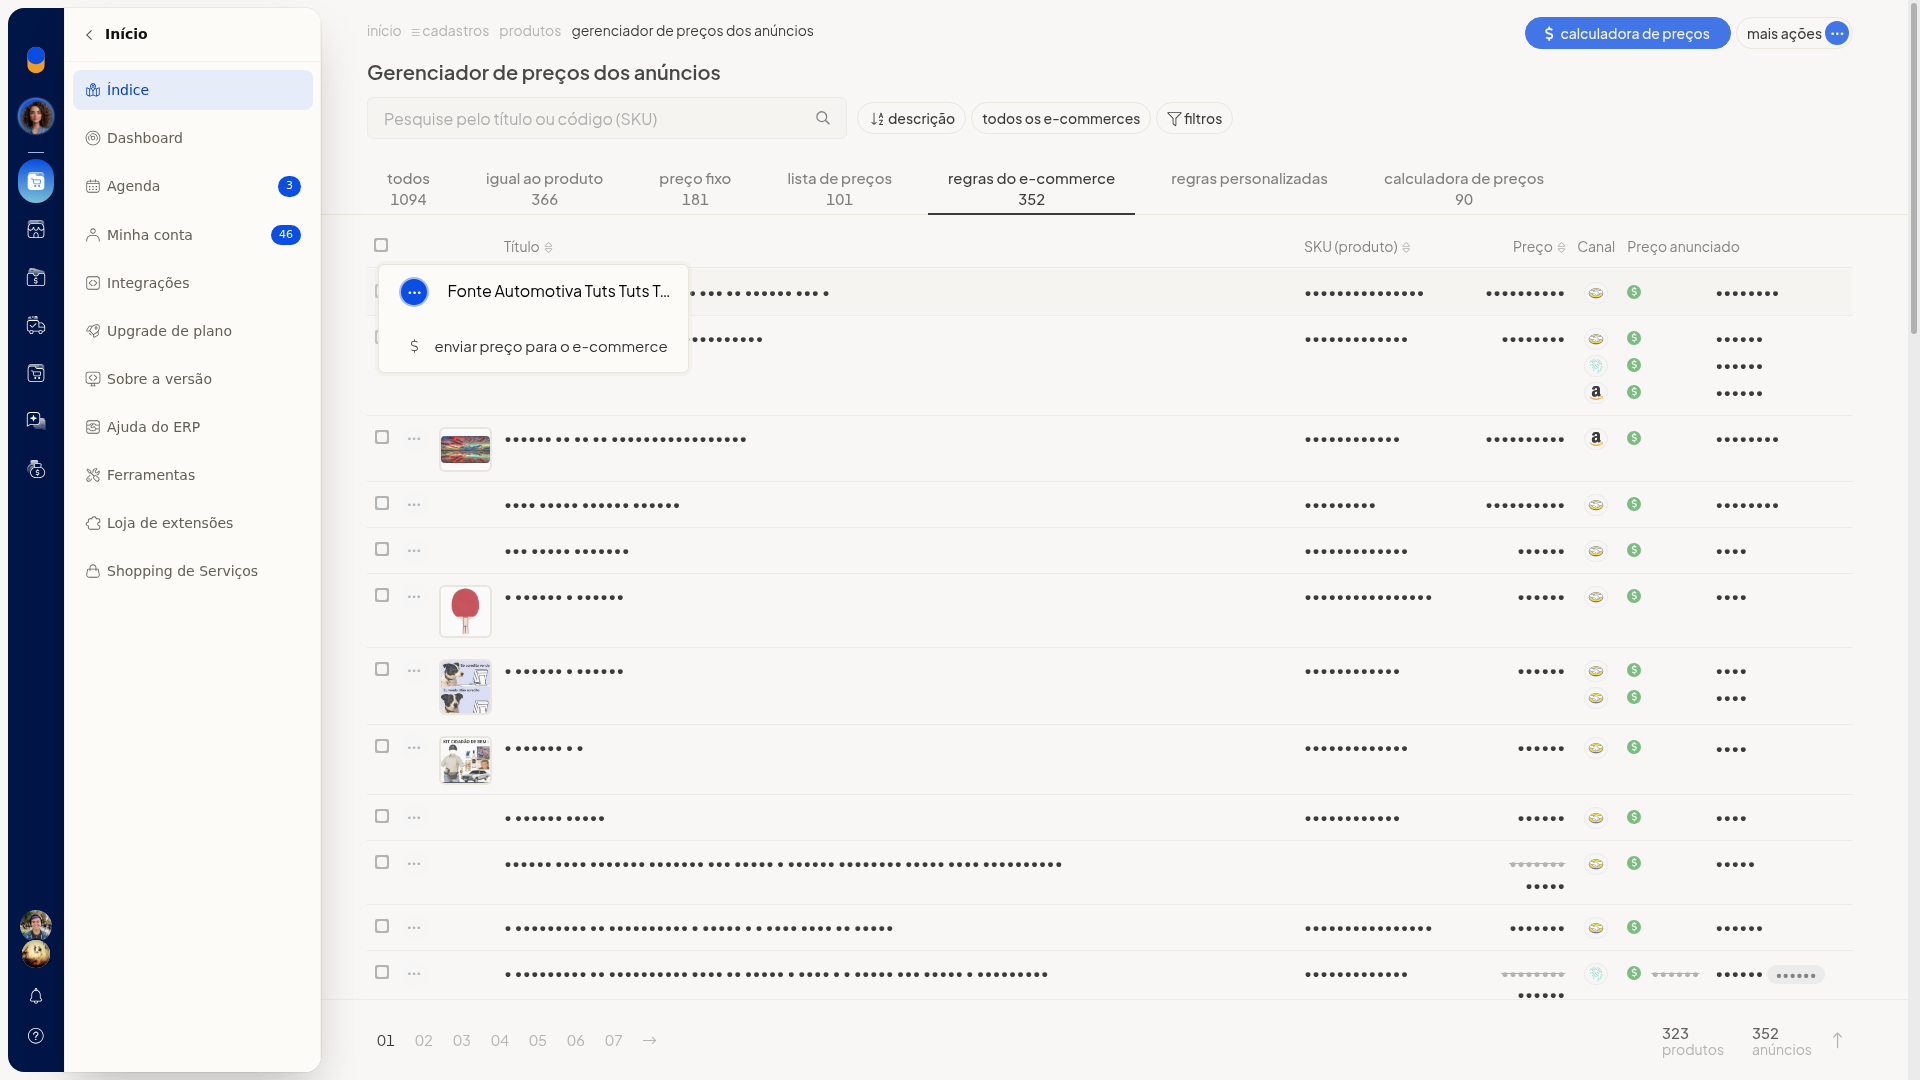 Início
Índice
Dashboard
Agenda
3
Minha conta
46
Integrações
Upgrade de plano
Sobre a versão
Ajuda do ERP
Ferramentas
Loja de extensões
Shopping de Serviços
início cadastros produtos gerenciador de preços dos anúncios
calculadora de preços
mais ações
Gerenciador de preços dos anúncios
Pesquise pelo título ou código (SKU)
descrição
todos os e-commerces
filtros
todos
1094
igual ao produto
366
preço fixo
181
lista de preços
101
regras do e-commerce
352
regras personalizadas
calculadora de preços
90
Título SKU (produto) Preço Canal Preço anunciado
Fonte Automotiva Tuts Tuts T...
$ enviar preço para o e-commerce
KIT CIDADÃO DE BEM
01 02 03 04 05 06 07
323
produtos
352
anúncios